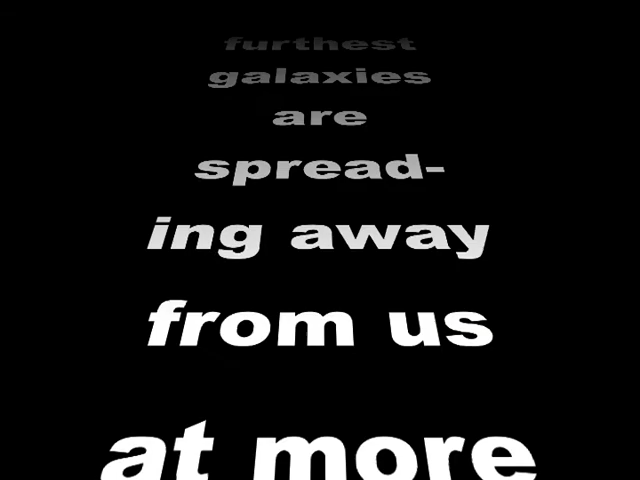 furthest
galaxies
are
spread-
ing away
from us
at more